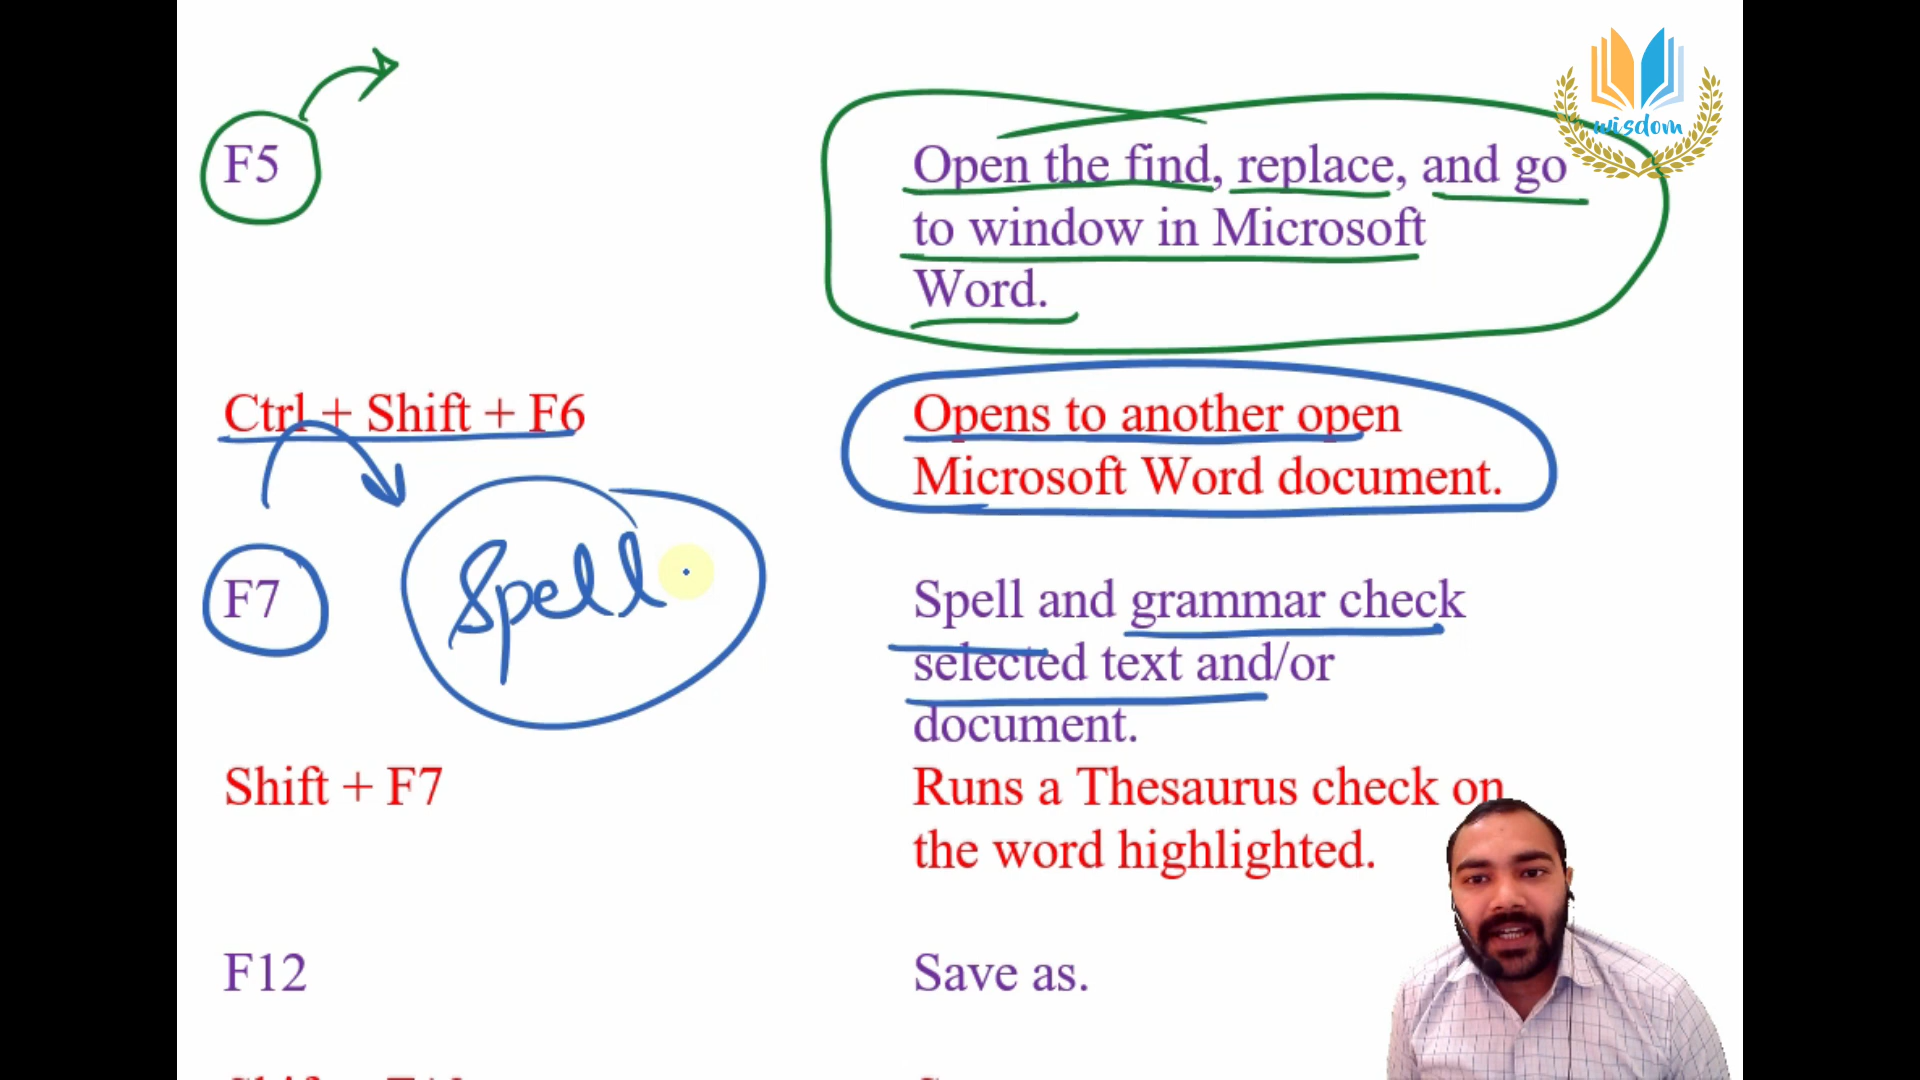 wisdom
F5
Open the find, replace, and go
to window in Microsoft
Word.
Ctrl + Shift + F6
Opens to another open
Microsoft Word document.
Spell
F7
Spell and grammar check
selected text and/or
document.
Shift + F7
Runs a Thesaurus check on
the word highlighted.
F12
Save as.